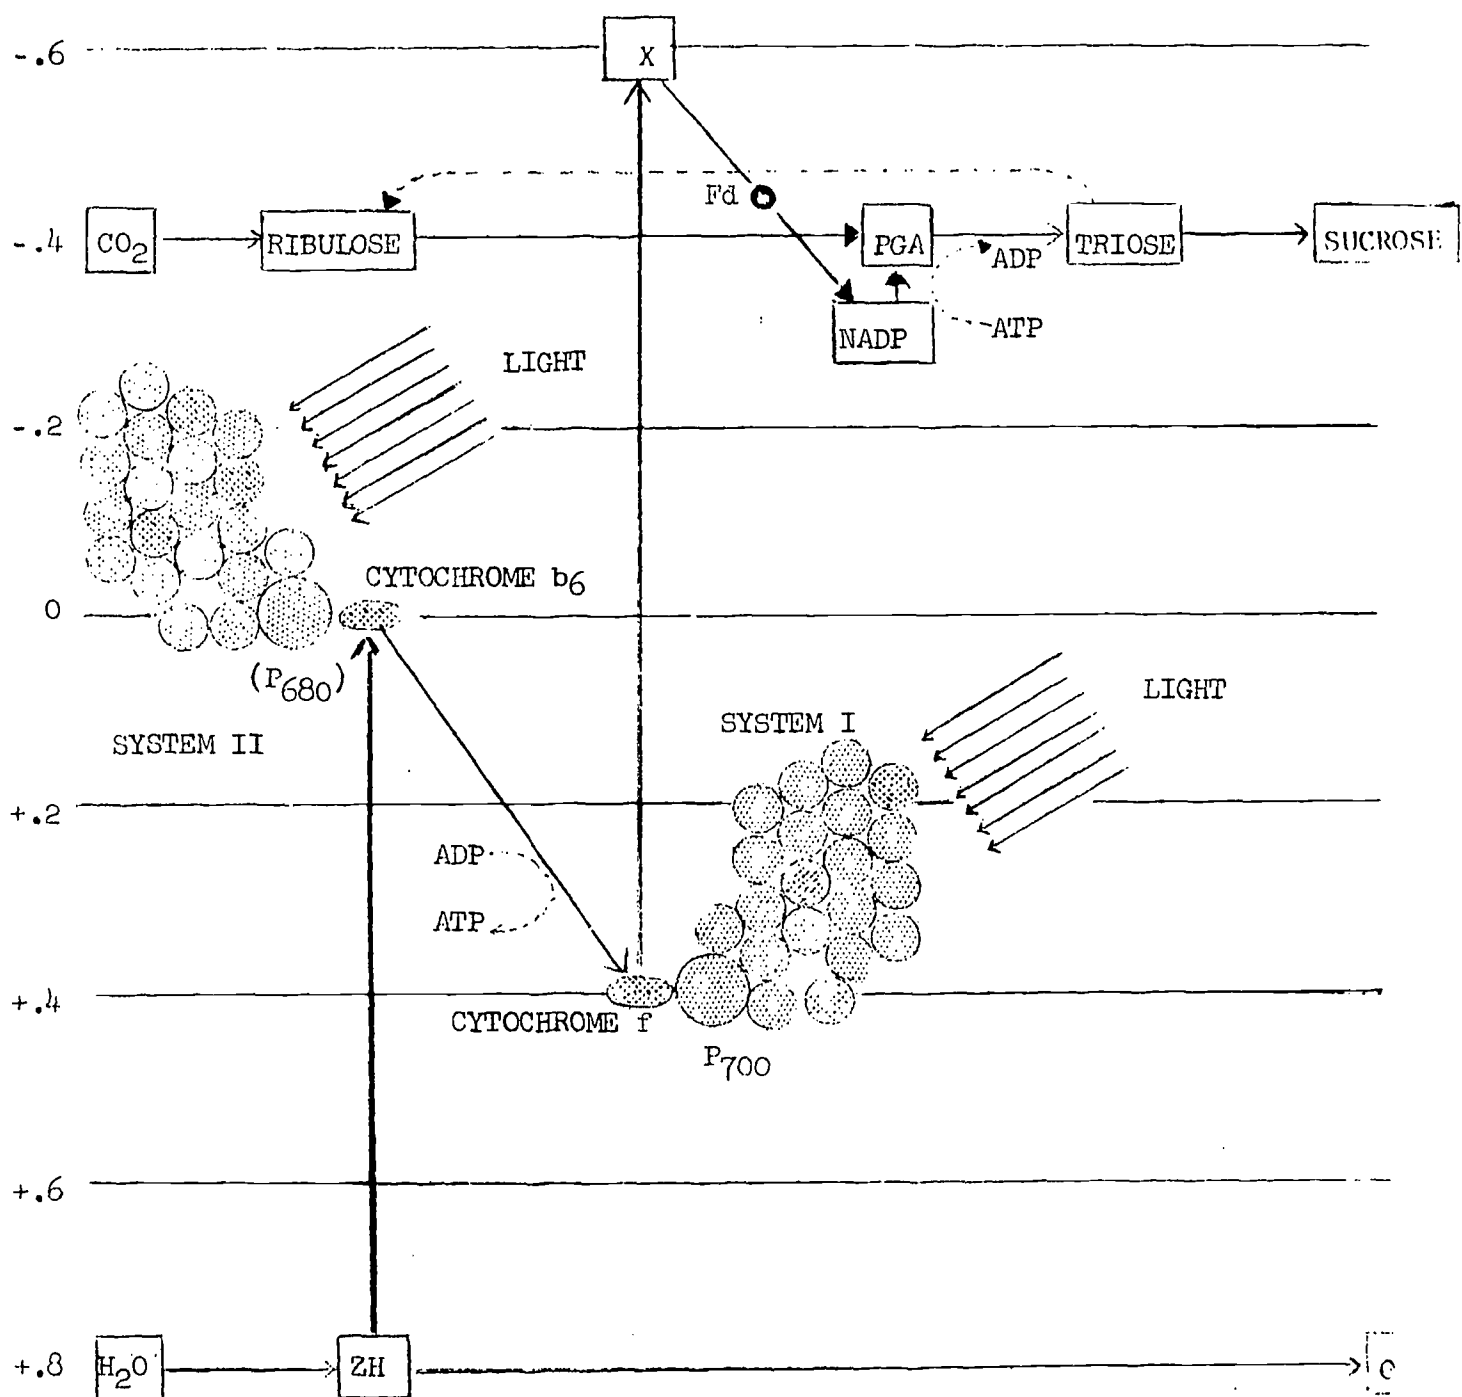 -.6
X
Fd
-.4
CO2
RIBULOSE
PGA
ADP
TRIOSE
SUCROSE
NADP
ATP
LIGHT
-.2
CYTOCHROME b6
0
(P680)
LIGHT
SYSTEM II
SYSTEM I
+.2
ADP
ATP
+.4
CYTOCHROME f
P700
+.6
+.8
H2O
ZH